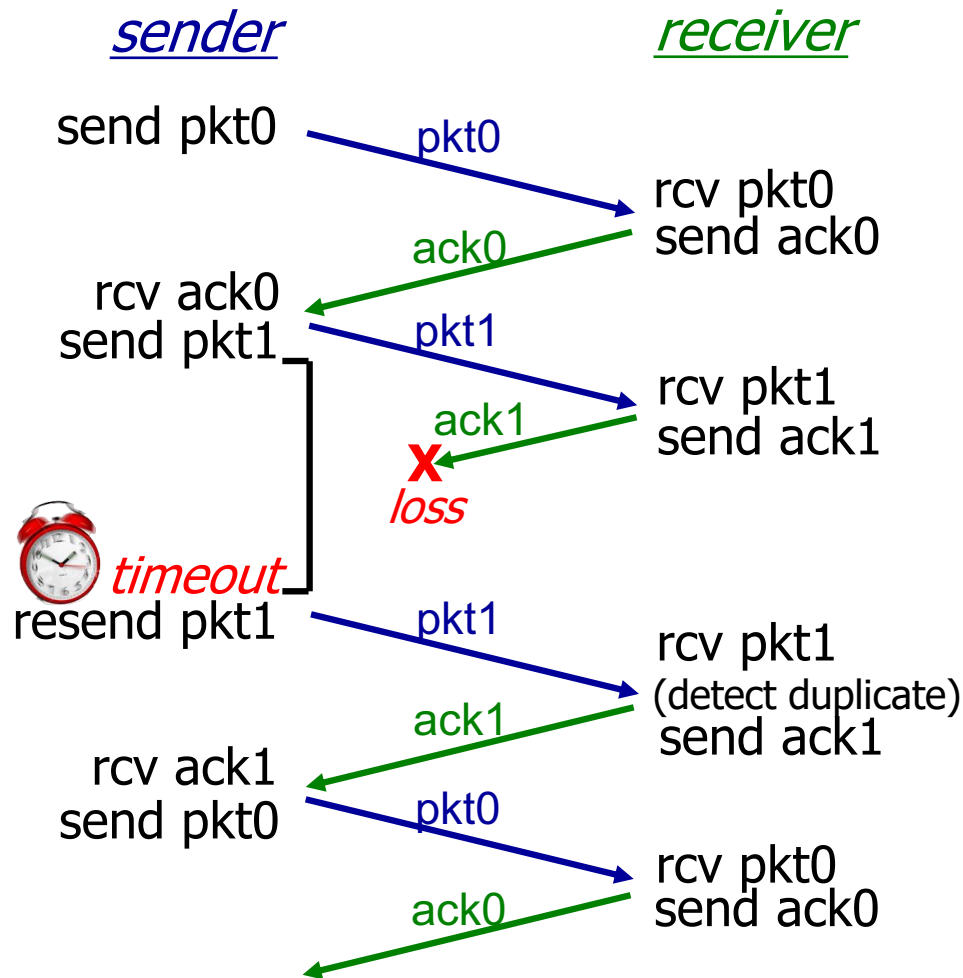 sender
receiver
send pkt0
pkt0
rcv pkt0
send ack0
ack0
rcv ack0
send pkt1
pkt1
rcv pkt1
send ack1
ack1
X
loss
timeout
resend pkt1
pkt1
rcv pkt1
(detect duplicate)
send ack1
ack1
rcv ack1
send pkt0
pkt0
rcv pkt0
send ack0
ack0